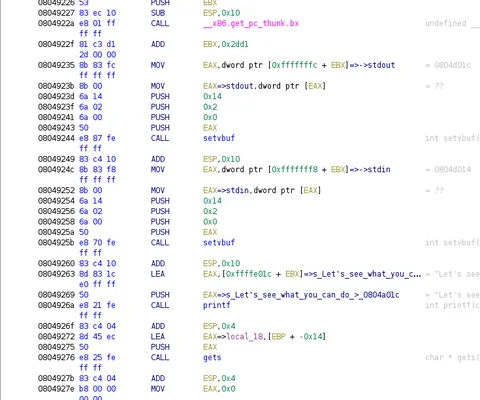 08049226 53 PUSH EBX
08049227 83 ec 10 SUB ESP,0x10
0804922a e8 01 ff CALL __x86.get_pc_thunk.bx undefined __
ff ff
0804922f 81 c3 d1 ADD EBX,0x2dd1
2d 00 00
08049235 8b 83 fc MOV EAX,dword ptr [0xfffffffc + EBX]=>->stdout = 0804d01c
ff ff ff
0804923b 8b 00 MOV EAX=>stdout,dword ptr [EAX] = ??
0804923d 6a 14 PUSH 0x14
0804923f 6a 02 PUSH 0x2
08049241 6a 00 PUSH 0x0
08049243 50 PUSH EAX
08049244 e8 87 fe CALL setvbuf int setvbuf(
ff ff
08049249 83 c4 10 ADD ESP,0x10
0804924c 8b 83 f8 MOV EAX,dword ptr [0xfffffff8 + EBX]=>->stdin = 0804d014
ff ff ff
08049252 8b 00 MOV EAX=>stdin,dword ptr [EAX] = ??
08049254 6a 14 PUSH 0x14
08049256 6a 02 PUSH 0x2
08049258 6a 00 PUSH 0x0
0804925a 50 PUSH EAX
0804925b e8 70 fe CALL setvbuf int setvbuf(
ff ff
08049260 83 c4 10 ADD ESP,0x10
08049263 8d 83 1c LEA EAX,[0xffffe01c + EBX]=>s_Let's_see_what_you_c... = "Let's see
e0 ff ff
08049269 50 PUSH EAX=>s_Let's_see_what_you_can_do_>_0804a01c = "Let's see
0804926a e8 21 fe CALL printf int printf(c
ff ff
0804926f 83 c4 04 ADD ESP,0x4
08049272 8d 45 ec LEA EAX=>local_18,[EBP + -0x14]
08049275 50 PUSH EAX
08049276 e8 25 fe CALL gets char * gets(
ff ff
0804927b 83 c4 04 ADD ESP,0x4
0804927e b8 00 00 MOV EAX,0x0
00 00